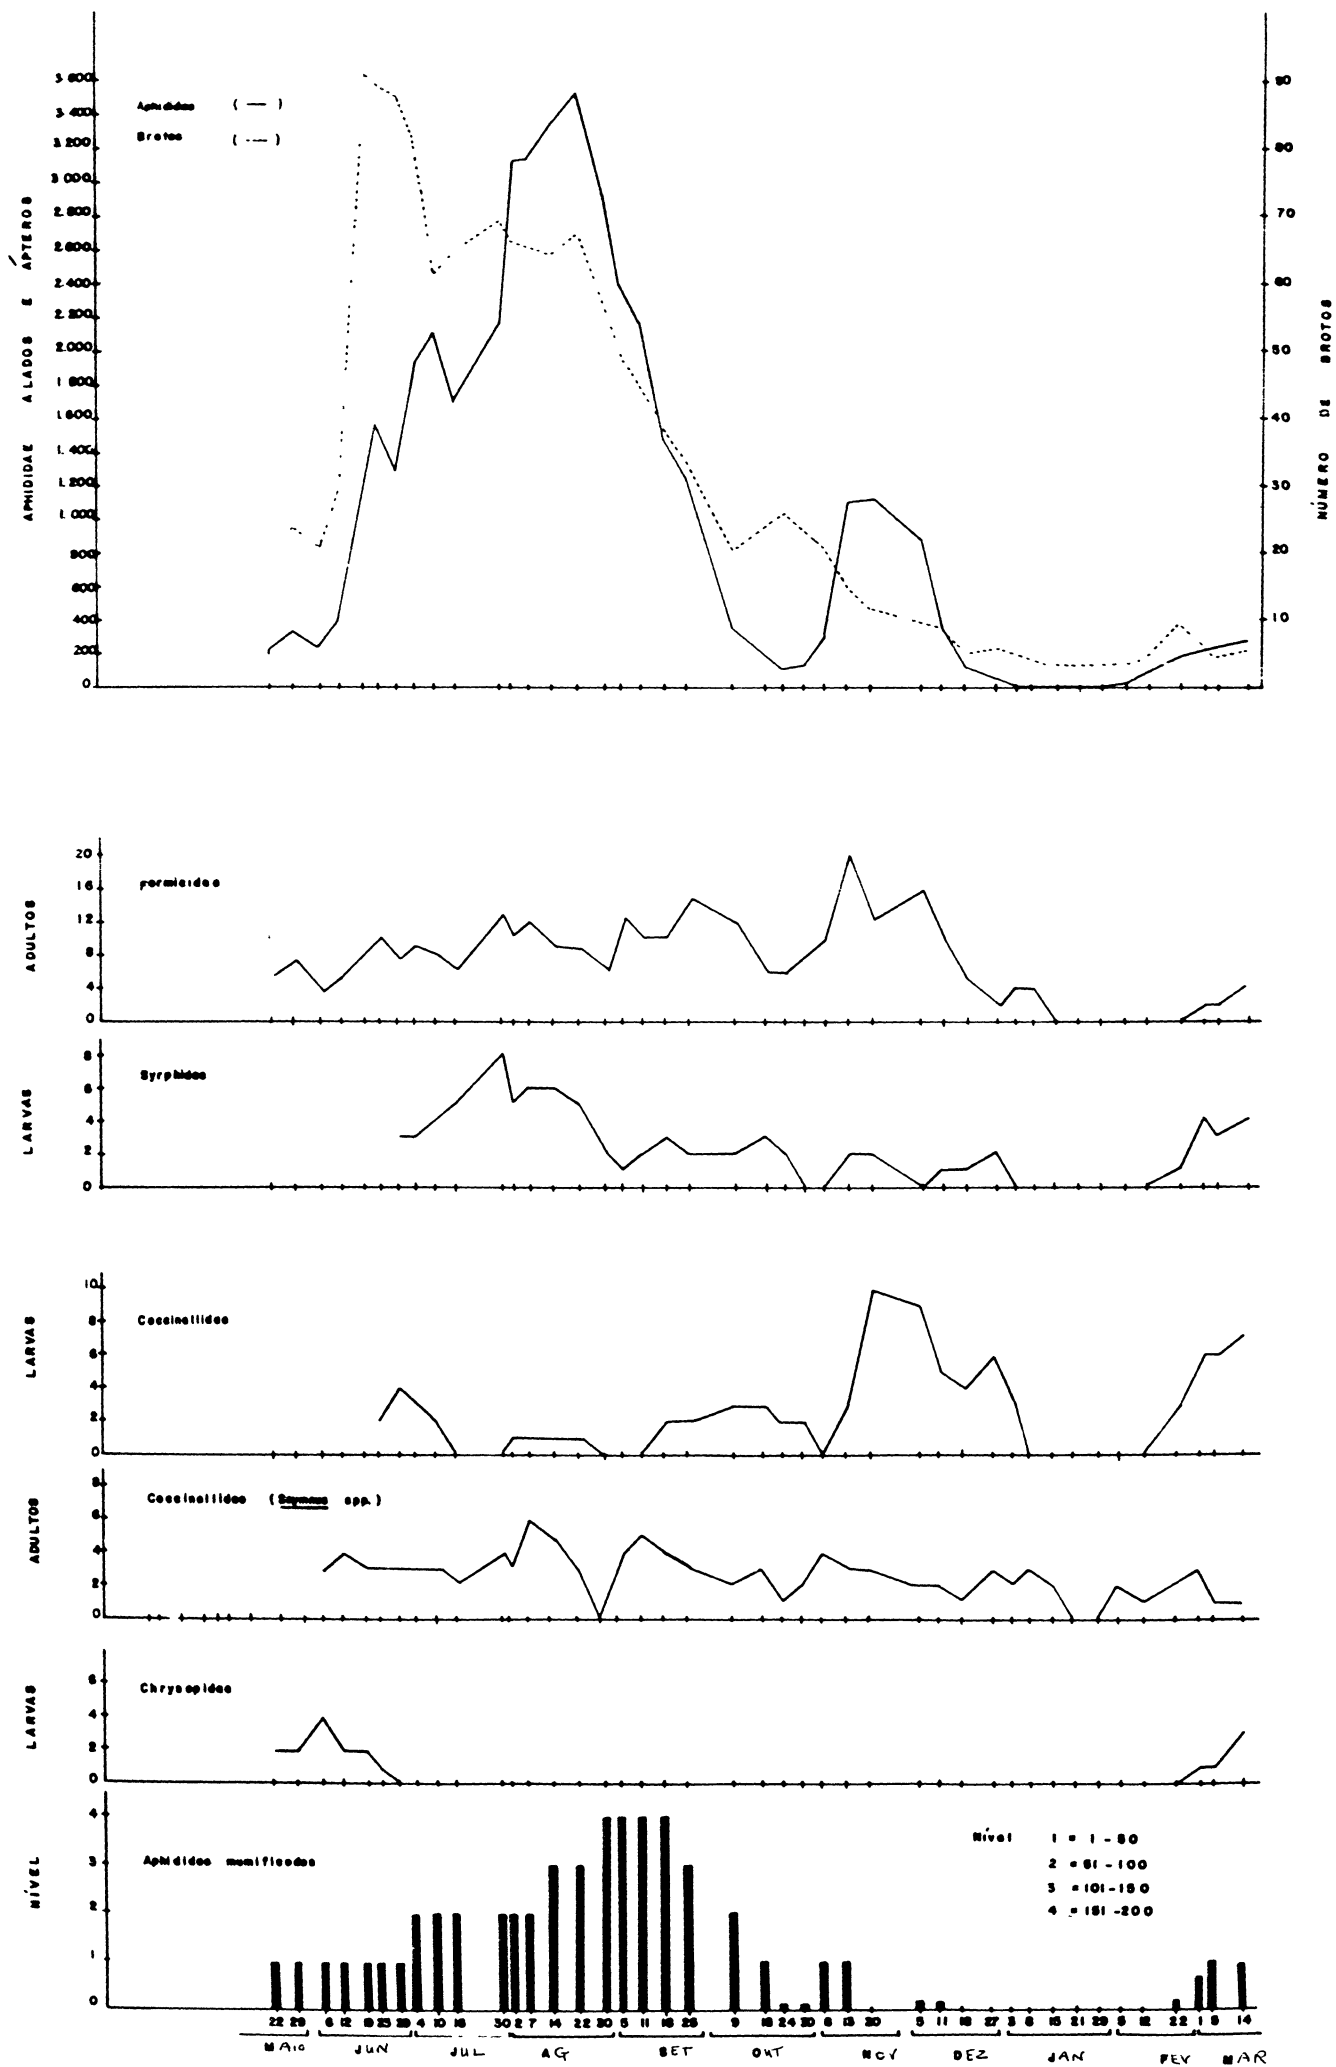 APHIDIDAE ALADOS E ÁPTEROS
3 600
3 400
3 200
3 000
2 800
2 600
2 400
2 200
2 000
1 800
1 600
1 400
1 200
1 000
800
600
400
200
0
Aphididae ( — )
Brotos ( ·— )
90
80
70
60
50
40
30
20
10
NÚMERO DE BROTOS
ADULTOS
20
16
12
8
4
0
Formicidae
LARVAS
8
6
4
2
0
Syrphidae
LARVAS
10
8
6
4
2
0
Coccinellidae
ADULTOS
8
6
4
2
0
Coccinellidae (Scymnus spp.)
LARVAS
6
4
2
0
Chrysopidae
NÍVEL
4
3
2
1
0
Aphididae mumificados
Nível 1 = 1 - 50
2 = 51 - 100
3 = 101 - 150
4 = 151 - 200
22 29 6 12 19 23 28 4 10 16 30 2 7 14 22 30 5 11 18 25 9 18 24 30 6 13 20 5 11 18 27 3 8 15 21 29 5 12 22 1 5 14
MAIO JUN JUL AG SET OUT NOV DEZ JAN FEV MAR